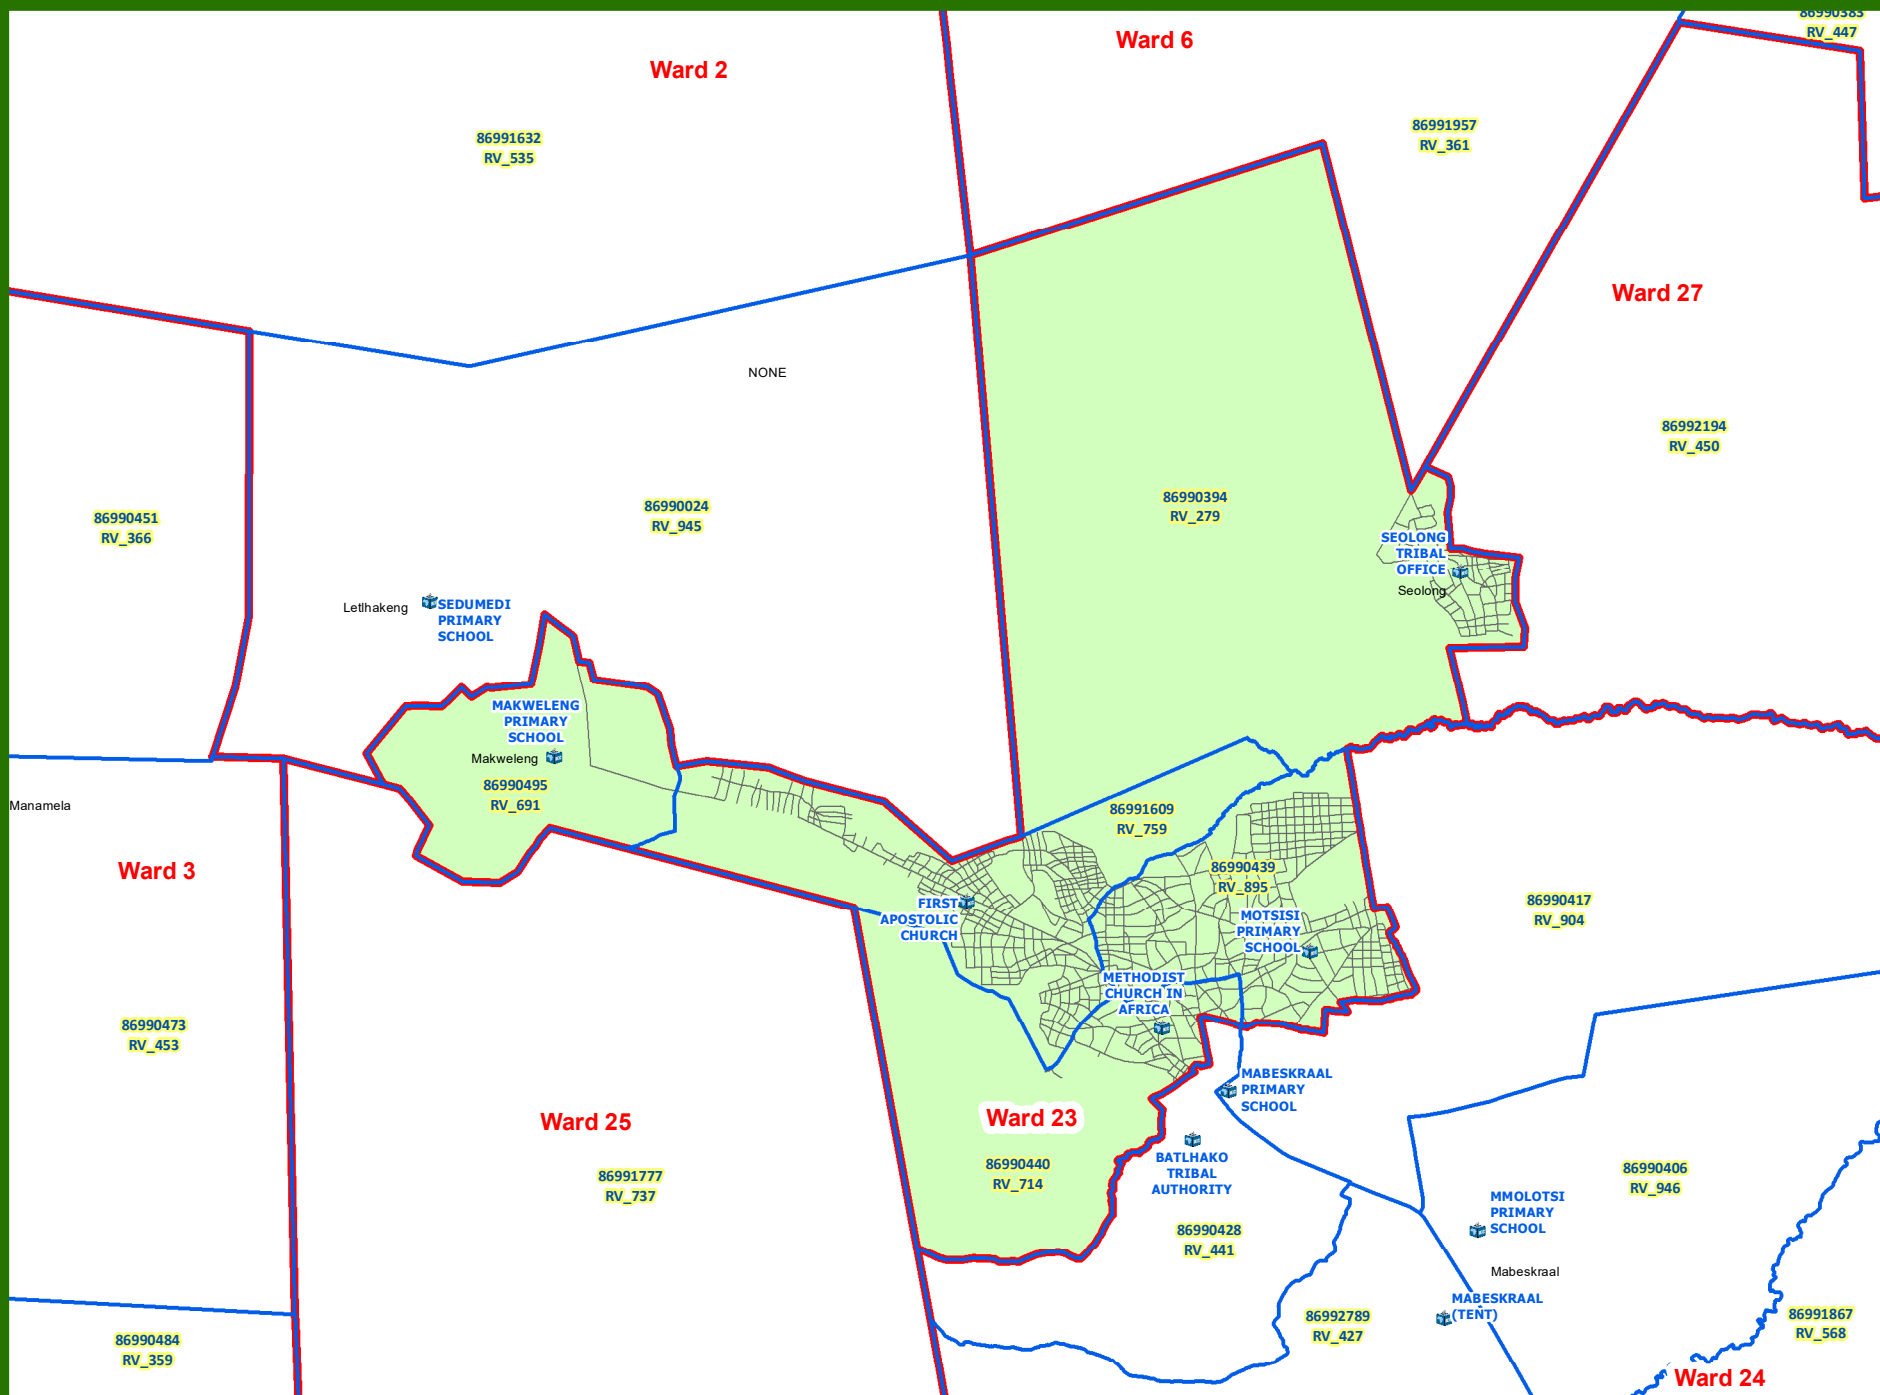 86990383
RV_447
Ward 6
Ward 2
86991632
RV_535
86991957
RV_361
Ward 27
NONE
86992194
RV_450
86990451
RV_366
86990024
RV_945
86990394
RV_279
SEOLONG
TRIBAL
OFFICE
Seolong
Letlhakeng
SEDUMEDI
PRIMARY
SCHOOL
MAKWELENG
PRIMARY
SCHOOL
Makweleng
86990495
RV_691
Manamela
86991609
RV_759
Ward 3
86990439
RV_895
FIRST
APOSTOLIC
CHURCH
MOTSISI
PRIMARY
SCHOOL
86990417
RV_904
METHODIST
CHURCH IN
AFRICA
86990473
RV_453
MABESKRAAL
PRIMARY
SCHOOL
Ward 25
Ward 23
86991777
RV_737
86990440
RV_714
BATLHAKO
TRIBAL
AUTHORITY
86990406
RV_946
MMOLOTSI
PRIMARY
SCHOOL
86990428
RV_441
Mabeskraal
MABESKRAAL
(TENT)
86992789
RV_427
86991867
RV_568
86990484
RV_359
Ward 24